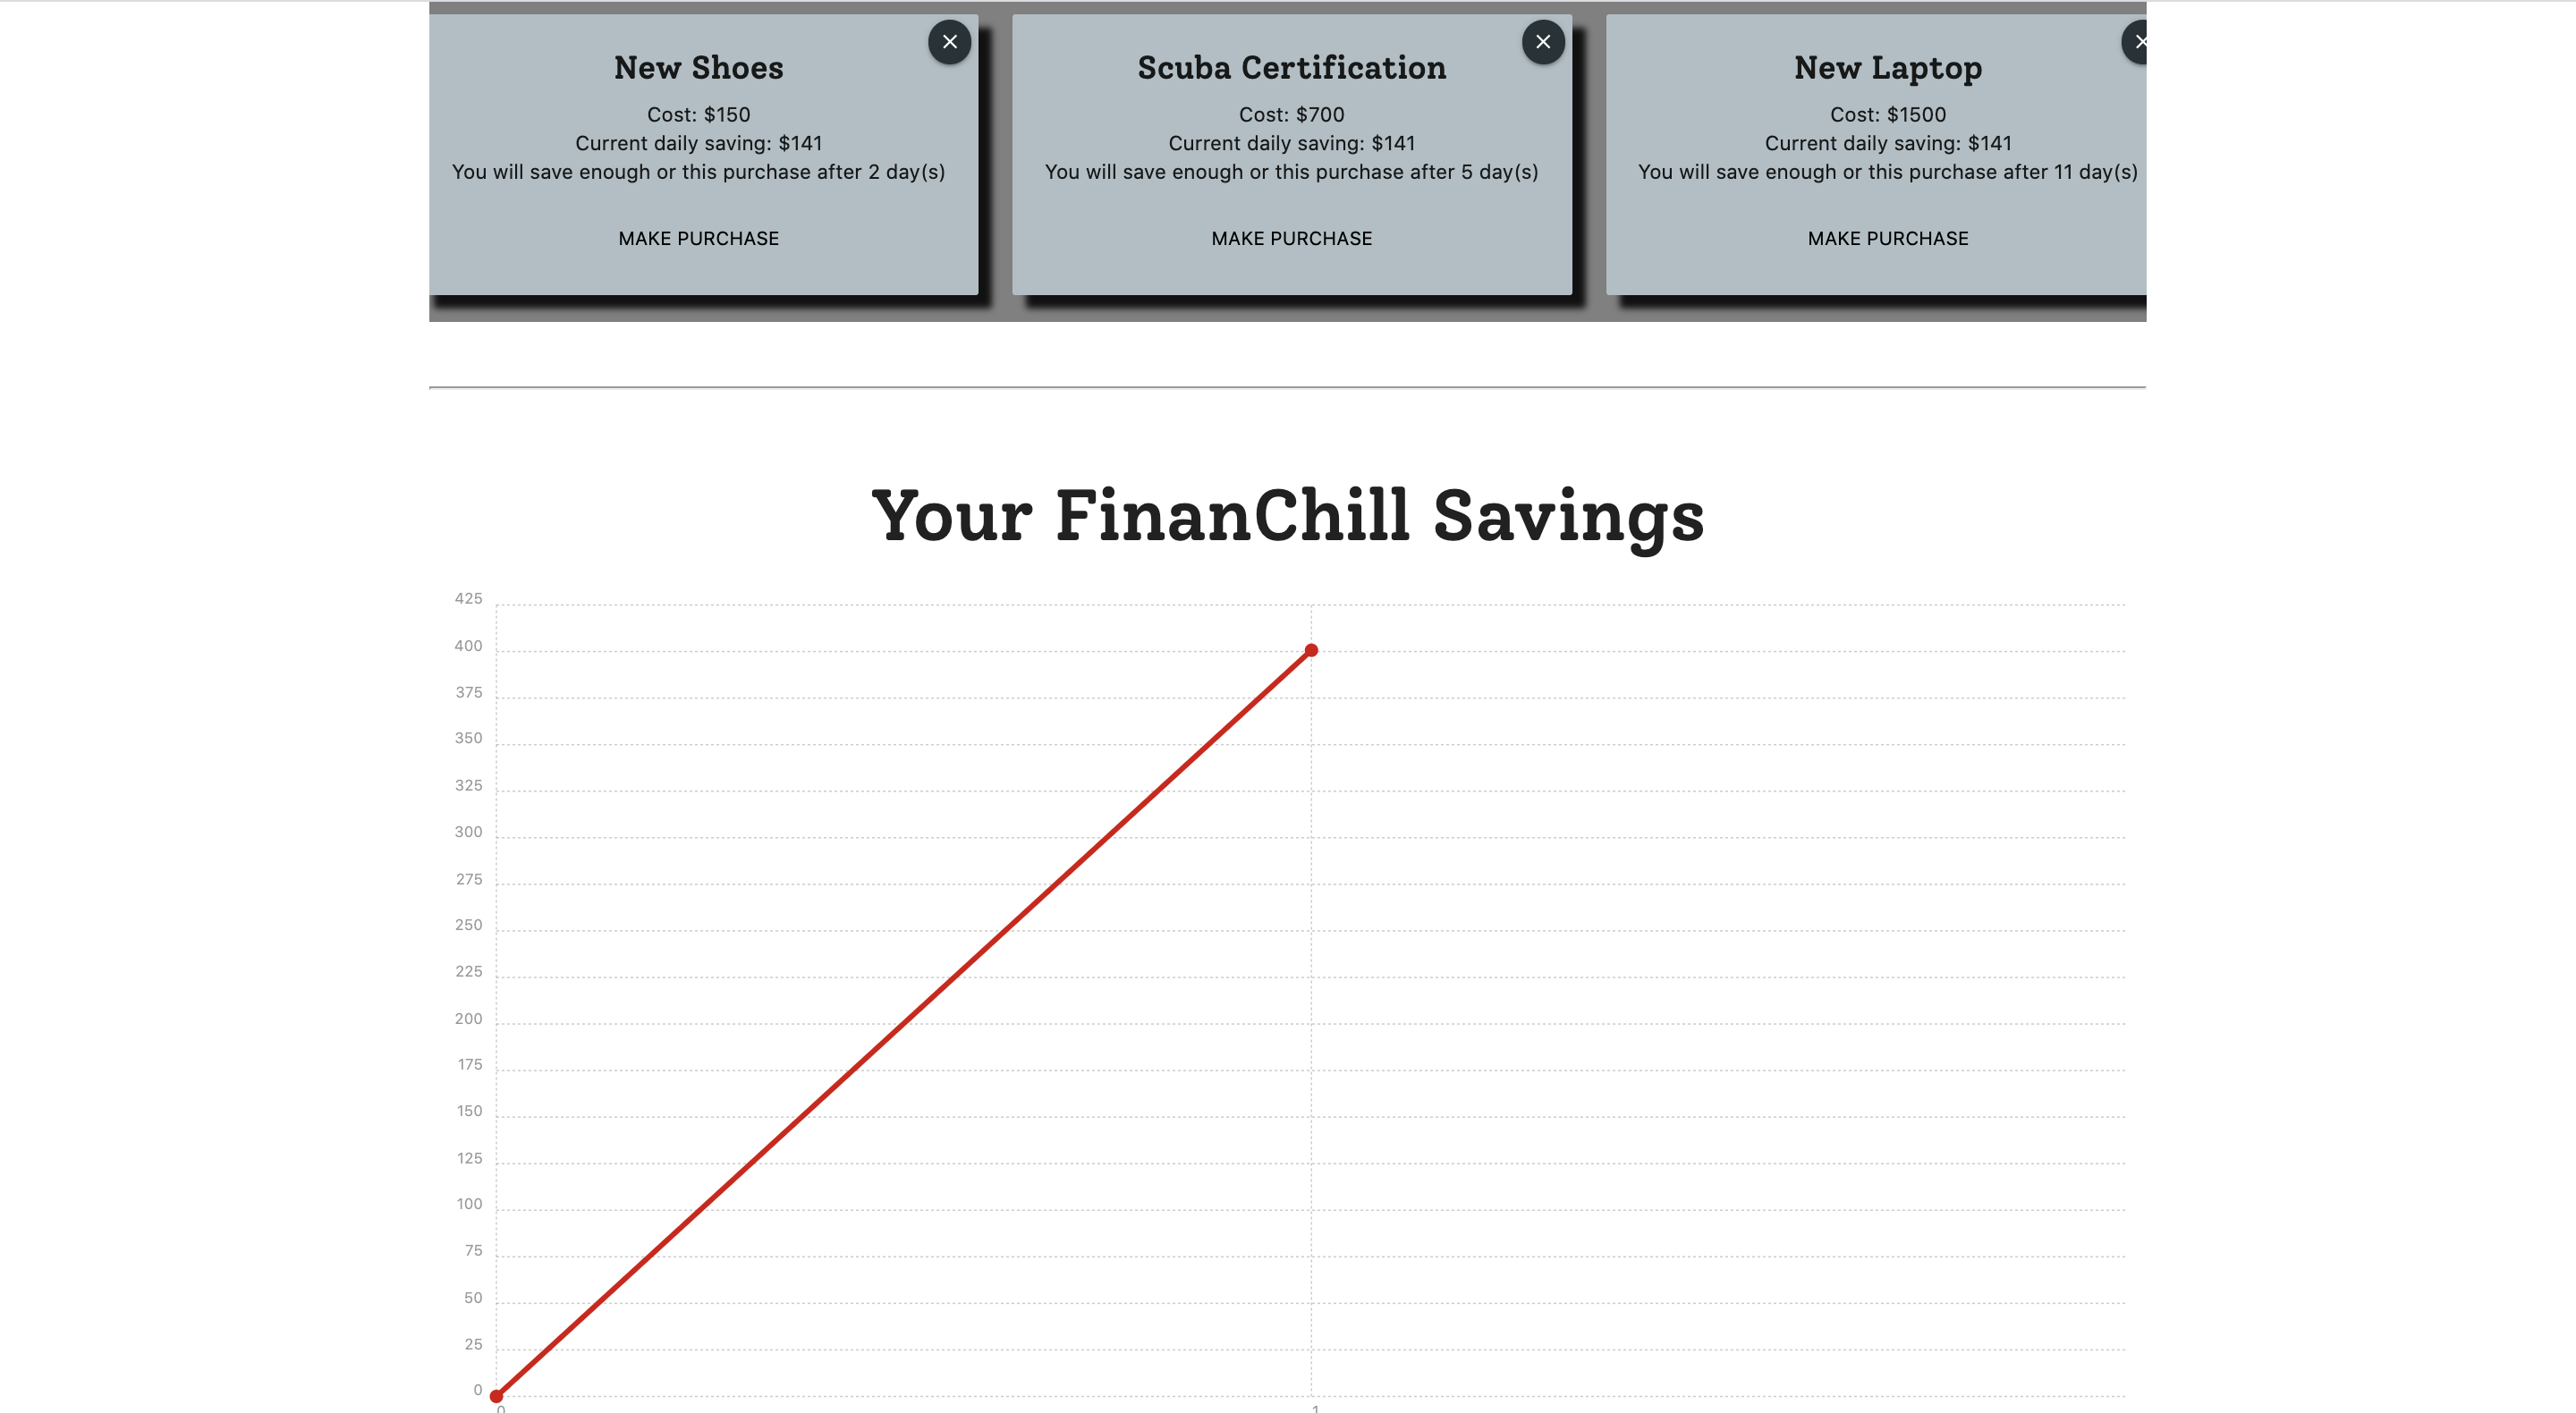 New Shoes
Cost: $150
Current daily saving: $141
You will save enough or this purchase after 2 day(s)
MAKE PURCHASE
Scuba Certification
Cost: $700
Current daily saving: $141
You will save enough or this purchase after 5 day(s)
MAKE PURCHASE
New Laptop
Cost: $1500
Current daily saving: $141
You will save enough or this purchase after 11 day(s)
MAKE PURCHASE
Your FinanChill Savings
425
400
375
350
325
300
275
250
225
200
175
150
125
100
75
50
25
0
0 1